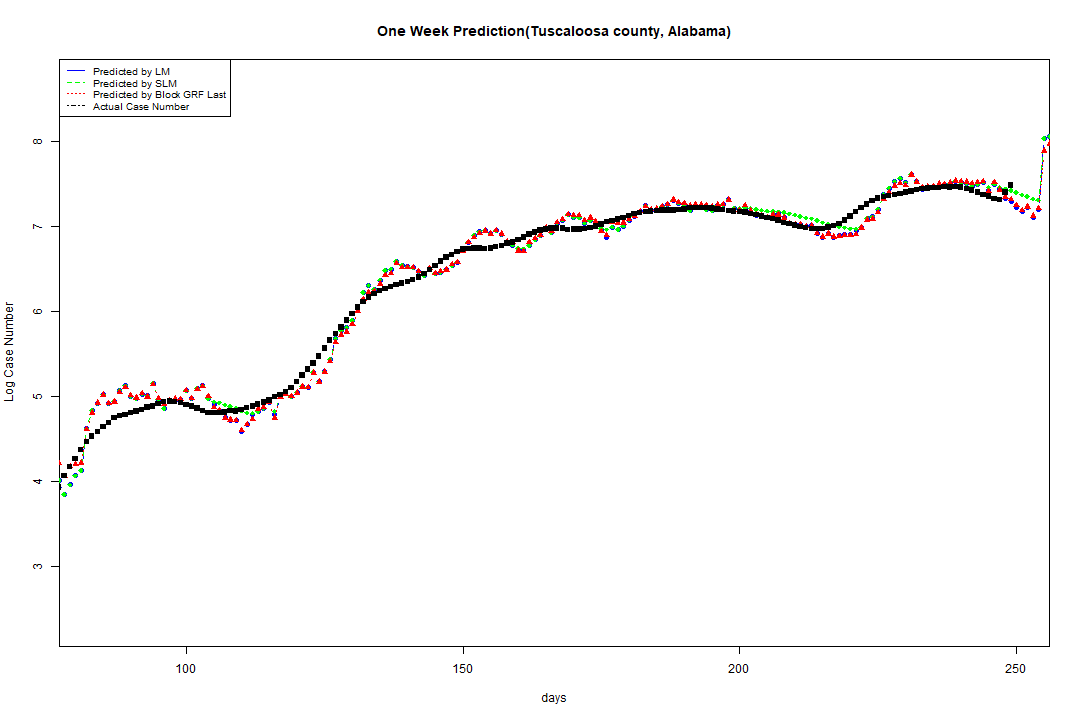 One Week Prediction(Tuscaloosa county, Alabama)
Predicted by LM
Predicted by SLM
Predicted by Block GRF Last
Actual Case Number
Log Case Number
8
7
6
5
4
3
100 150 200 250
days